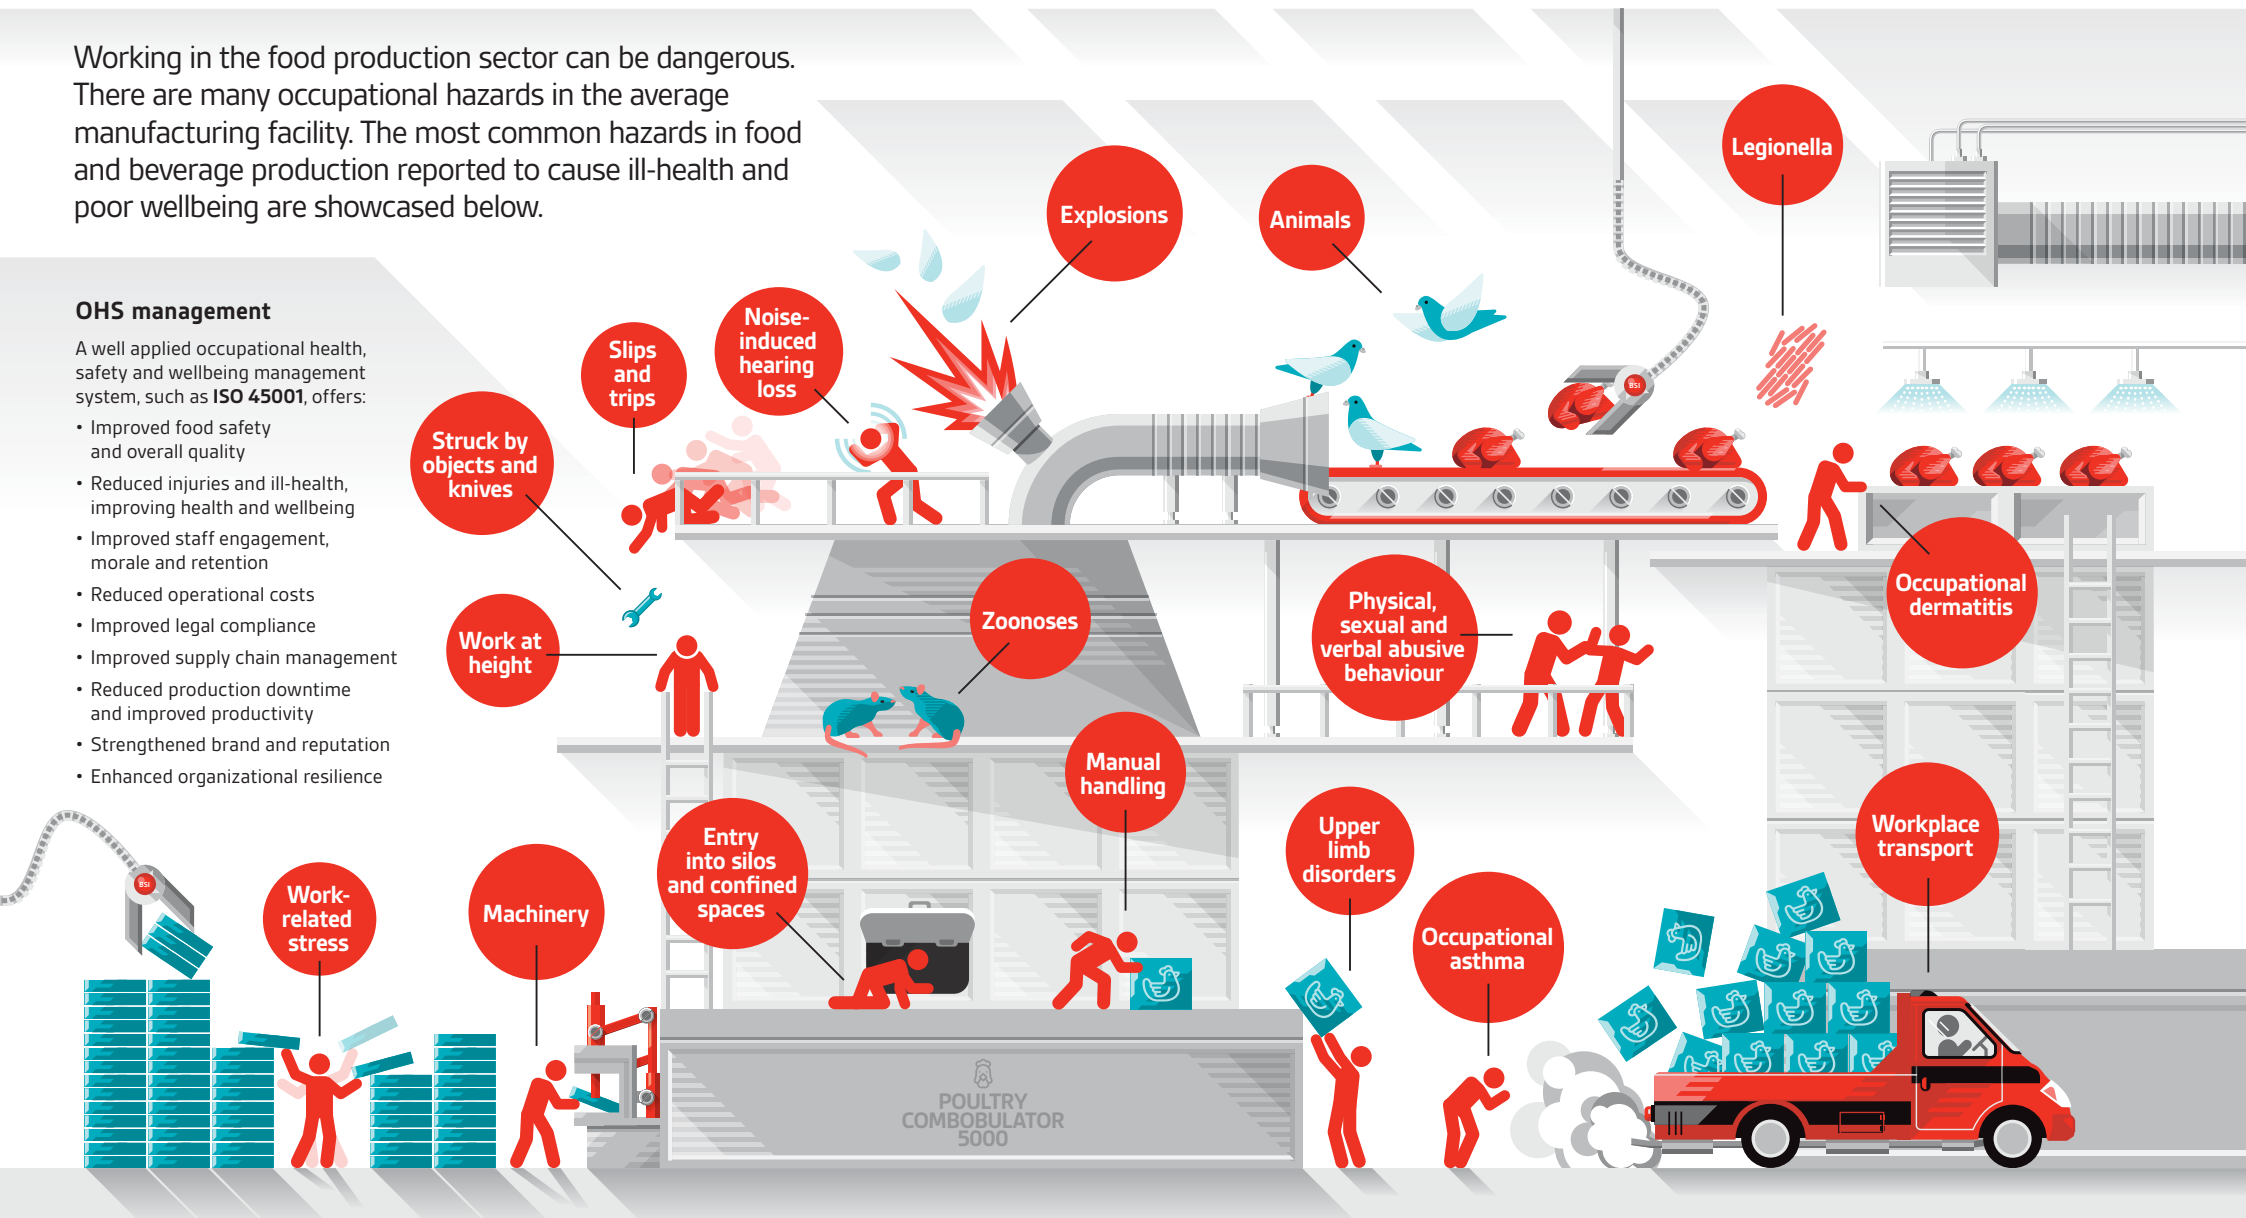 Working in the food production sector can be dangerous.
There are many occupational hazards in the average
manufacturing facility. The most common hazards in food
and beverage production reported to cause ill-health and
poor wellbeing are showcased below.
OHS management
A well applied occupational health,
safety and wellbeing management
system, such as ISO 45001, offers:
• Improved food safety
and overall quality
• Reduced injuries and ill-health,
improving health and wellbeing
• Improved staff engagement,
morale and retention
• Reduced operational costs
• Improved legal compliance
• Improved supply chain management
• Reduced production downtime
and improved productivity
• Strengthened brand and reputation
• Enhanced organizational resilience
Legionella
Explosions
Animals
Noise-
induced
hearing
loss
Slips
and
trips
BSI
Struck by
objects and
knives
Occupational
dermatitis
Zoonoses
Physical,
sexual and
verbal abusive
behaviour
Work at
height
Manual
handling
Entry
into silos
and confined
spaces
Upper
limb
disorders
Workplace
transport
BSI
Work-
related
stress
Machinery
Occupational
asthma
POULTRY
COMBOBULATOR
5000